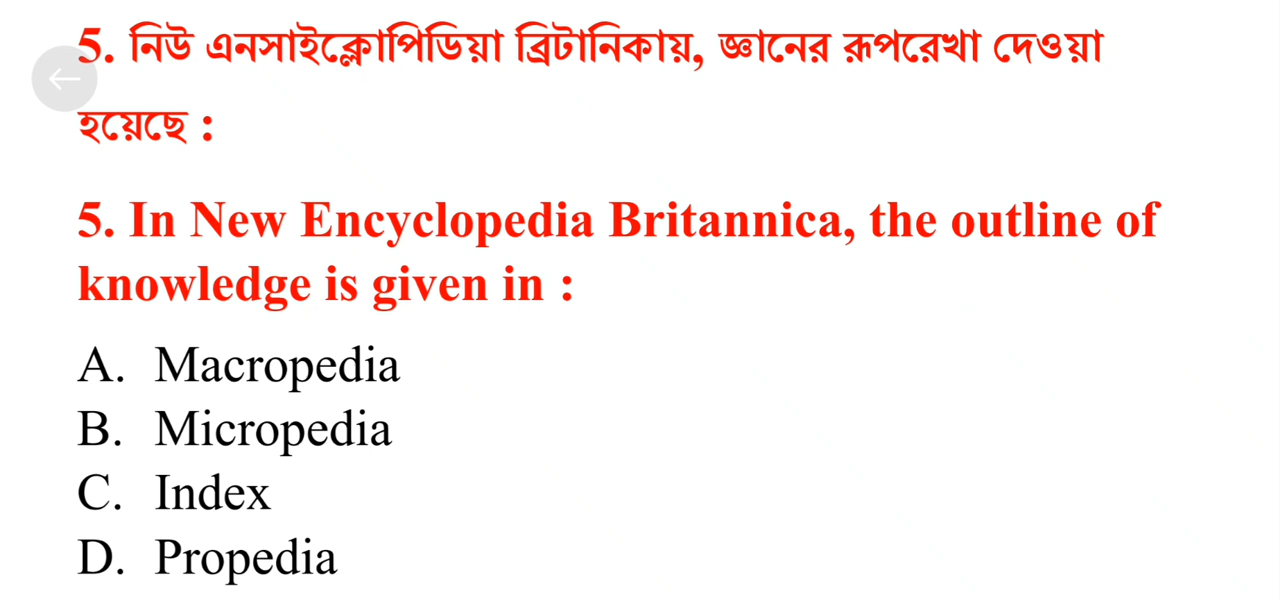 5. নিউ এনসাইক্লোপিডিয়া ব্রিটানিকায়, জ্ঞানের রূপরেখা দেওয়া
হয়েছে :
5. In New Encyclopedia Britannica, the outline of
knowledge is given in :
A. Macropedia
B. Micropedia
C. Index
D. Propedia